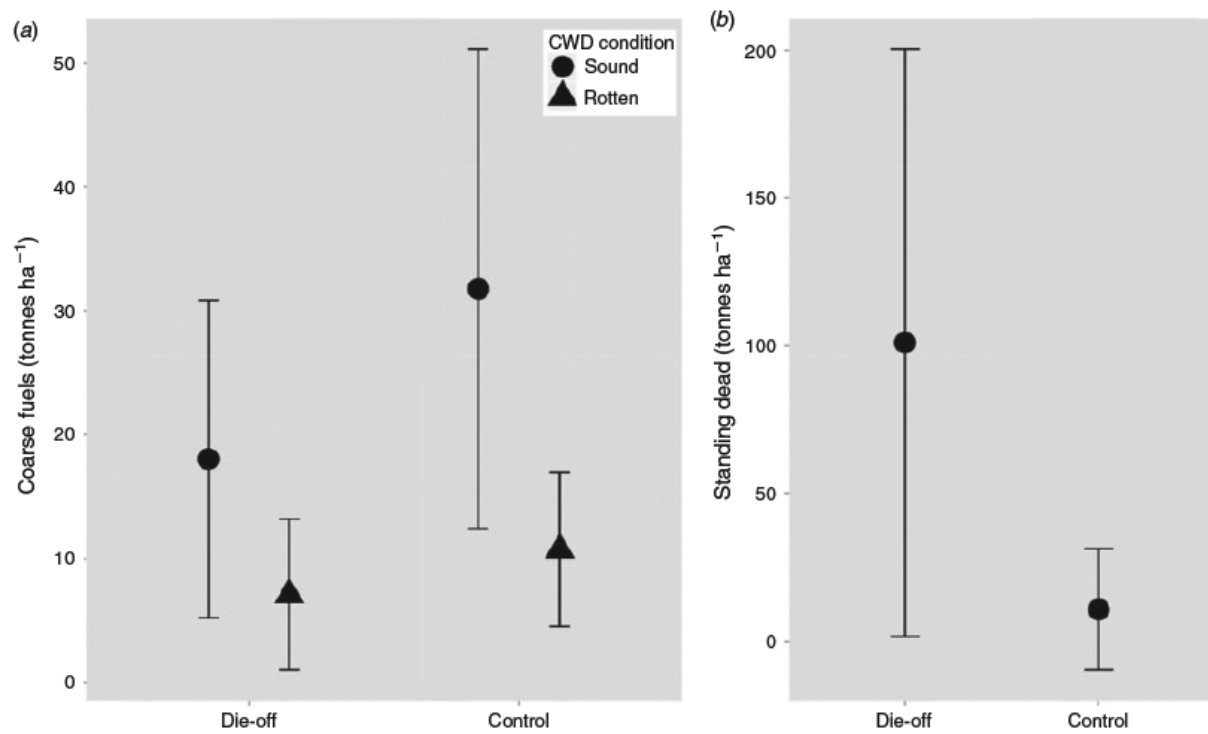 (a)
CWD condition
Sound
Rotten
50
40
30
20
10
0
Coarse fuels (tonnes ha⁻¹)
Die-off
Control
(b)
200
150
100
50
0
Standing dead (tonnes ha⁻¹)
Die-off
Control